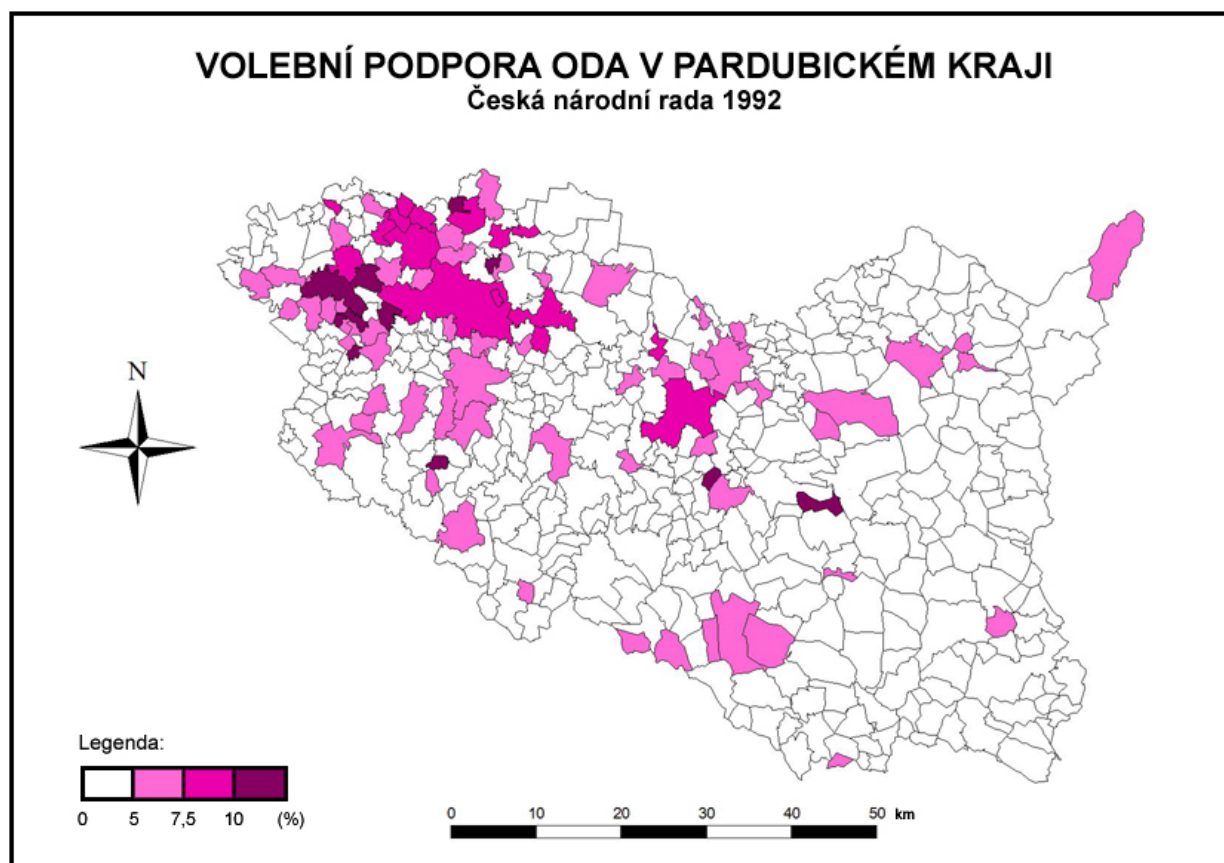 VOLEBNÍ PODPORA ODA V PARDUBICKÉM KRAJI
Česká národní rada 1992
N
Legenda:
0 5 7,5 10 (%)
0 10 20 30 40 50 km